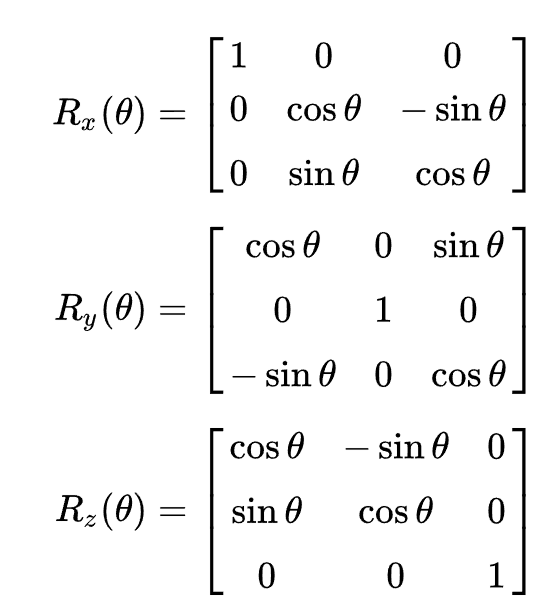 R_x(θ) = [ 1 0 0
0 cos θ − sin θ
0 sin θ cos θ ]
R_y(θ) = [ cos θ 0 sin θ
0 1 0
− sin θ 0 cos θ ]
R_z(θ) = [ cos θ − sin θ 0
sin θ cos θ 0
0 0 1 ]